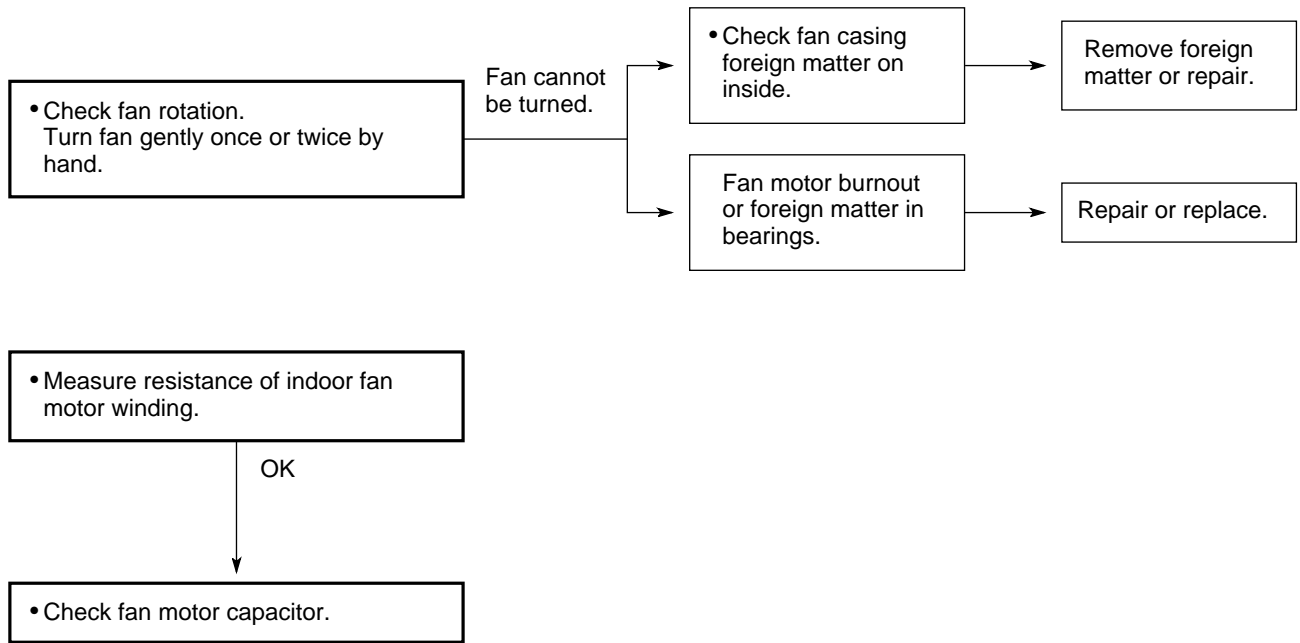 • Check fan rotation.
Turn fan gently once or twice by
hand.
Fan cannot
be turned.
• Check fan casing
foreign matter on
inside.
Remove foreign
matter or repair.
Fan motor burnout
or foreign matter in
bearings.
Repair or replace.
• Measure resistance of indoor fan
motor winding.
OK
• Check fan motor capacitor.